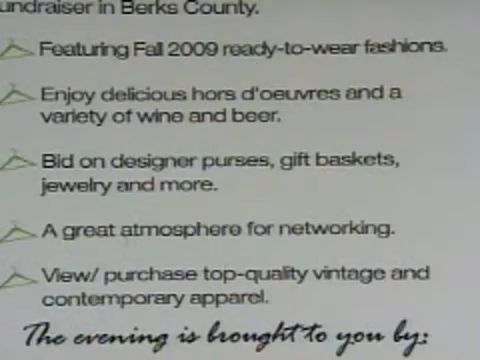 undraiser in Berks County.
Featuring Fall 2009 ready-to-wear fashions.
Enjoy delicious hors d'oeuvres and a
variety of wine and beer.
Bid on designer purses, gift baskets,
jewelry and more.
A great atmosphere for networking.
View/ purchase top-quality vintage and
contemporary apparel.
The evening is brought to you by: